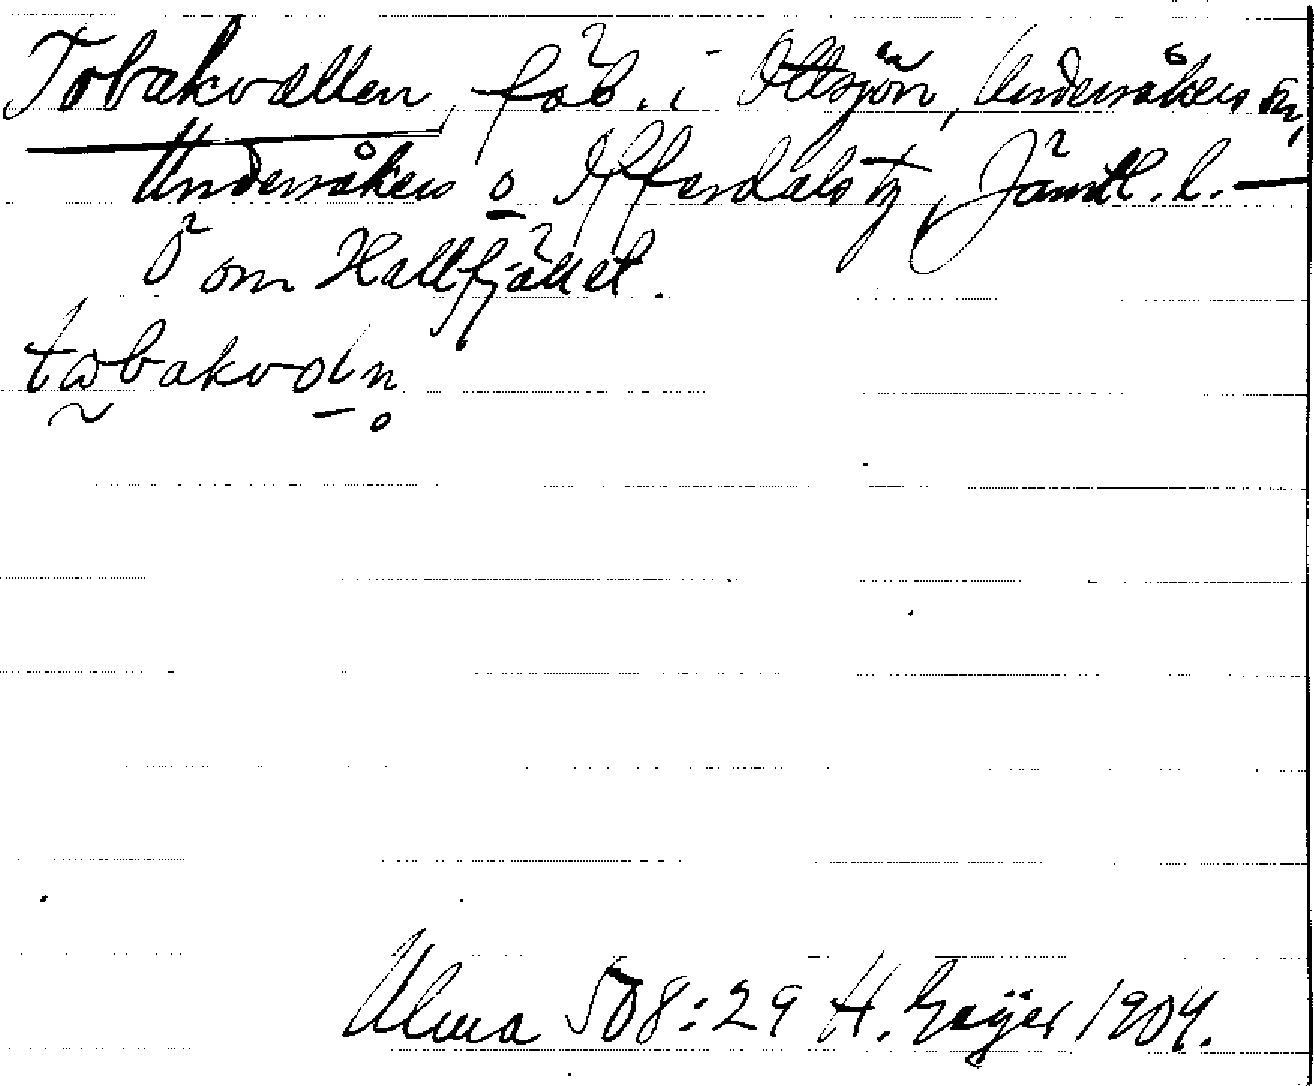 Tobakvallen, fäb. i Ottsjön, Undersåkers sn,
Undersåkers o Offerdals tg, Jämtl. l. —
Ö om Hallfjället.
tobakvoln
Ulma 508:29 H. Geijer 1904.